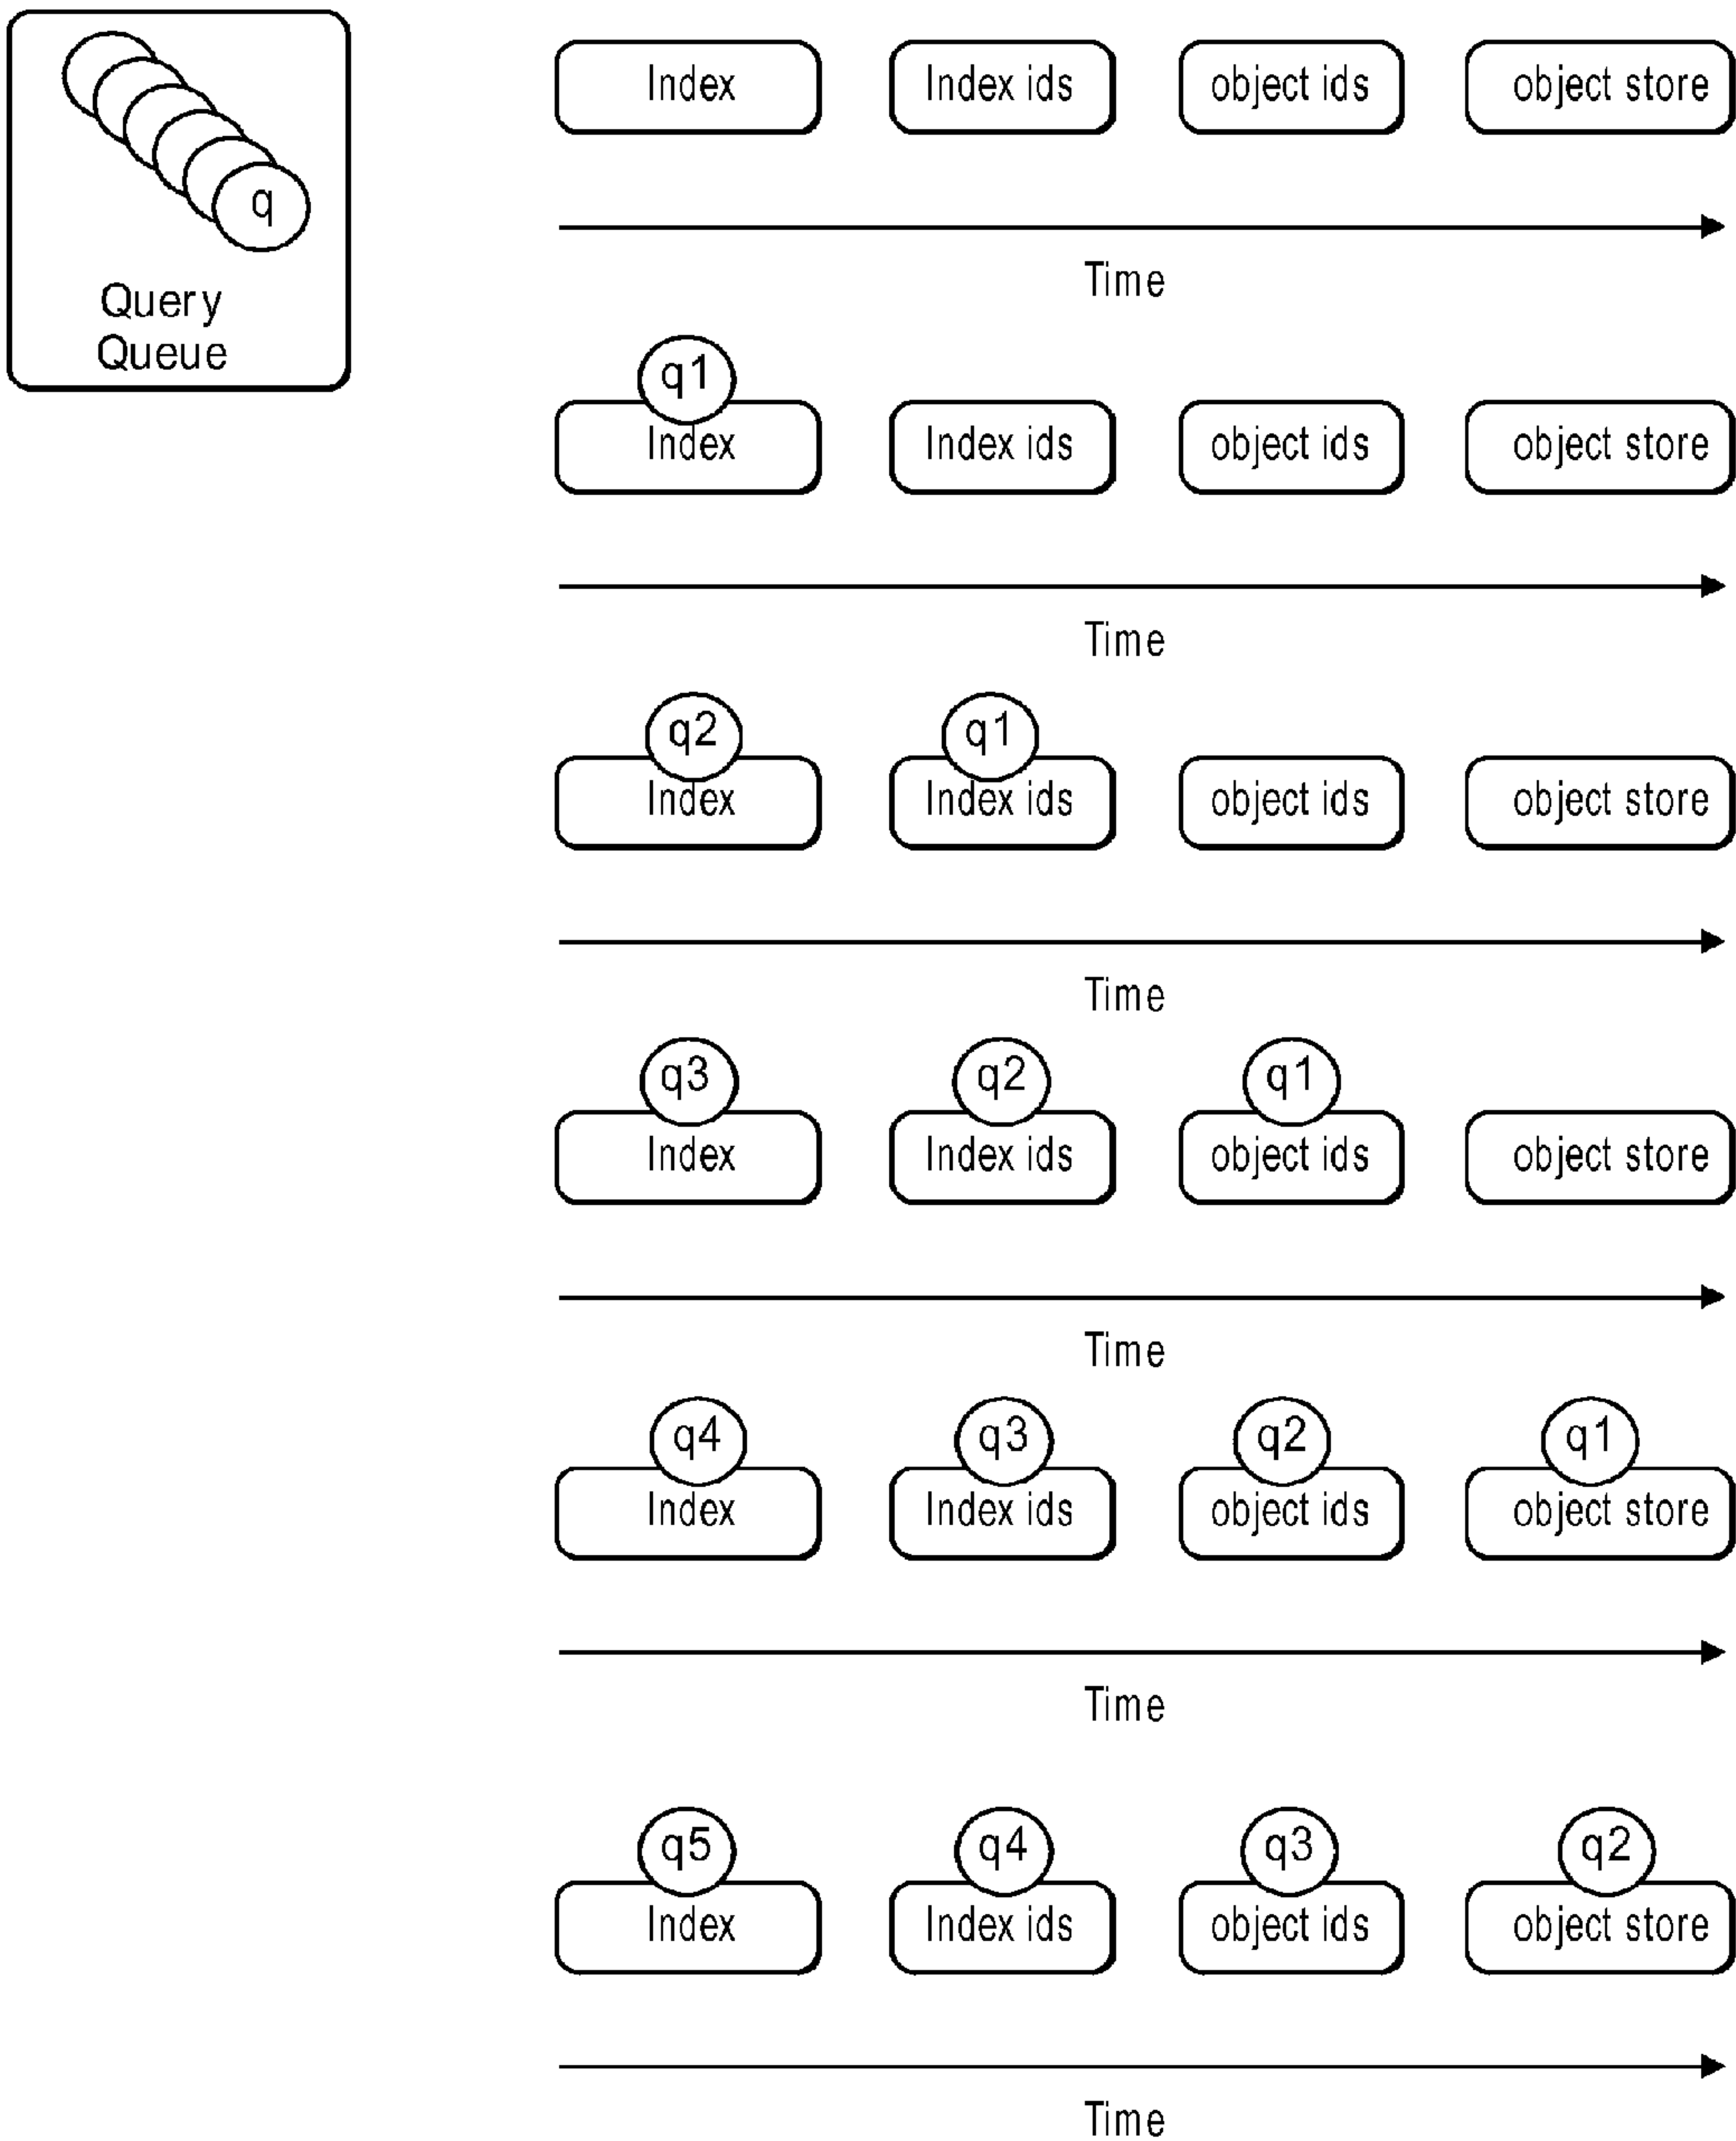 q
Query
Queue
Index
Index ids
object ids
object store
Time
q1
Index
Index ids
object ids
object store
Time
q2
q1
Index
Index ids
object ids
object store
Time
q3
q2
q1
Index
Index ids
object ids
object store
Time
q4
q3
q2
q1
Index
Index ids
object ids
object store
Time
q5
q4
q3
q2
Index
Index ids
object ids
object store
Time